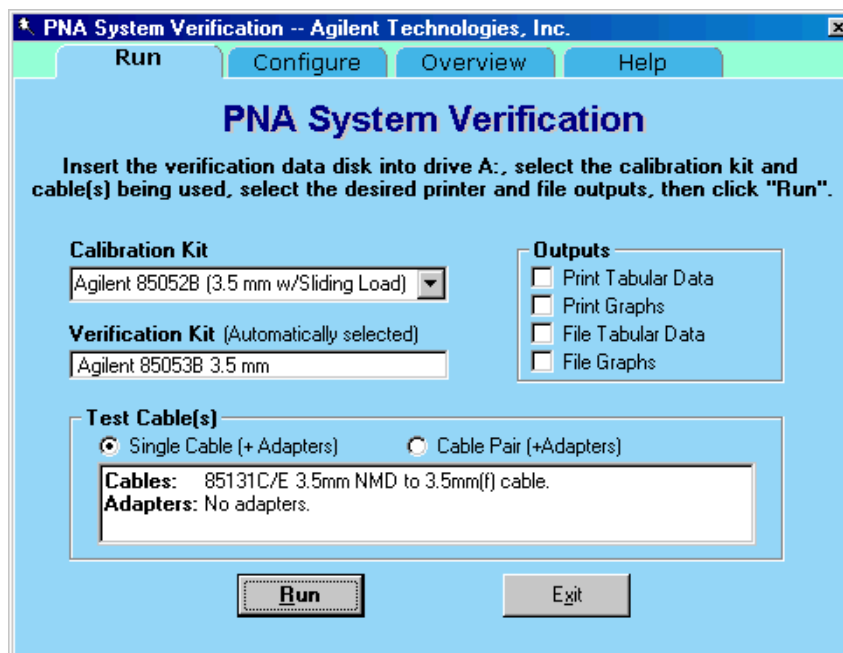 PNA System Verification -- Agilent Technologies, Inc.
Run Configure Overview Help
PNA System Verification
Insert the verification data disk into drive A:, select the calibration kit and
cable(s) being used, select the desired printer and file outputs, then click "Run".
Calibration Kit
Agilent 85052B (3.5 mm w/Sliding Load)
Verification Kit (Automatically selected)
Agilent 85053B 3.5 mm
Outputs
Print Tabular Data
Print Graphs
File Tabular Data
File Graphs
Test Cable(s)
Single Cable (+ Adapters) Cable Pair (+Adapters)
Cables: 85131C/E 3.5mm NMD to 3.5mm(f) cable.
Adapters: No adapters.
Run Exit